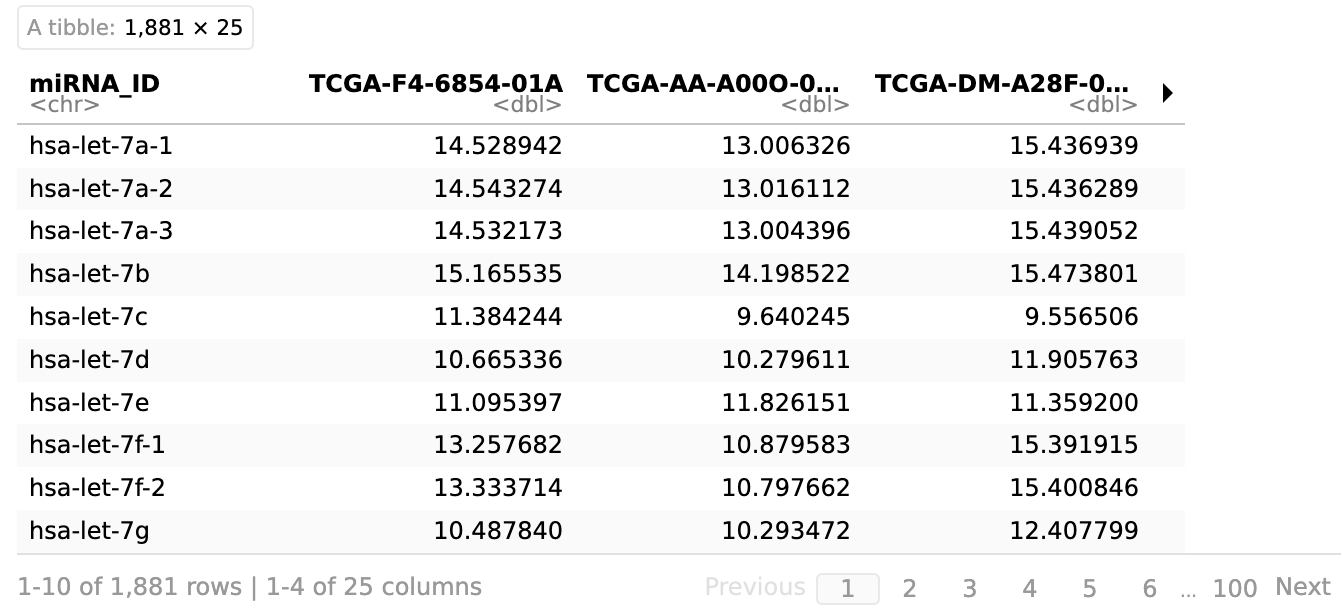 A tibble: 1,881 × 25
miRNA_ID TCGA-F4-6854-01A TCGA-AA-A00O-0... TCGA-DM-A28F-0...
<chr> <dbl> <dbl> <dbl>
hsa-let-7a-1 14.528942 13.006326 15.436939
hsa-let-7a-2 14.543274 13.016112 15.436289
hsa-let-7a-3 14.532173 13.004396 15.439052
hsa-let-7b 15.165535 14.198522 15.473801
hsa-let-7c 11.384244 9.640245 9.556506
hsa-let-7d 10.665336 10.279611 11.905763
hsa-let-7e 11.095397 11.826151 11.359200
hsa-let-7f-1 13.257682 10.879583 15.391915
hsa-let-7f-2 13.333714 10.797662 15.400846
hsa-let-7g 10.487840 10.293472 12.407799
1-10 of 1,881 rows | 1-4 of 25 columns Previous 1 2 3 4 5 6 ... 100 Next